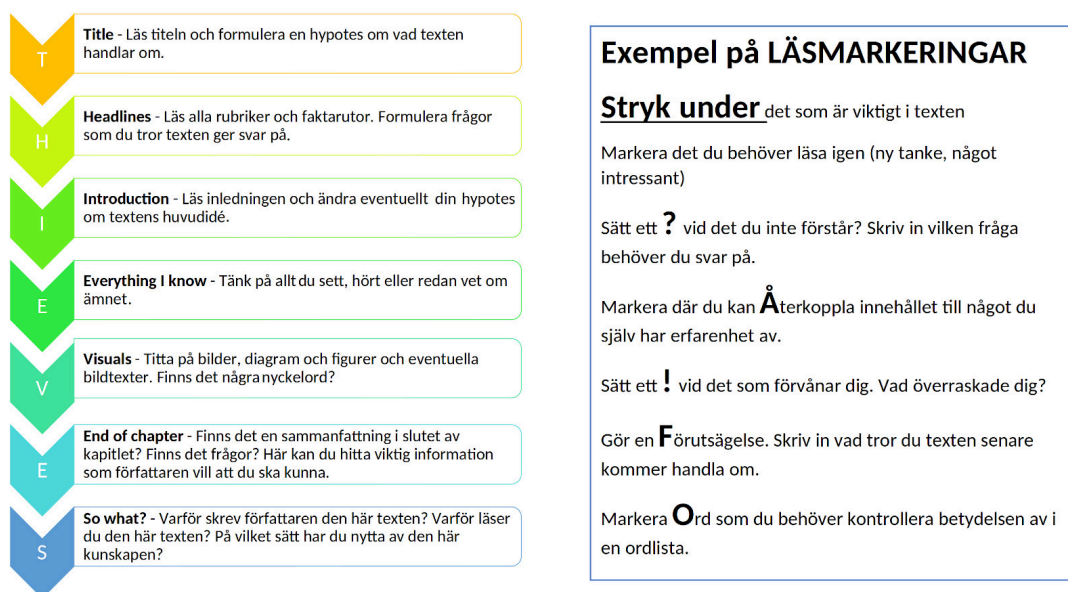 T
Title - Läs titeln och formulera en hypotes om vad texten
handlar om.
H
Headlines - Läs alla rubriker och faktarutor. Formulera frågor
som du tror texten ger svar på.
I
Introduction - Läs inledningen och ändra eventuellt din hypotes
om textens huvudidé.
E
Everything I know - Tänk på allt du sett, hört eller redan vet om
ämnet.
V
Visuals - Titta på bilder, diagram och figurer och eventuella
bildtexter. Finns det några nyckelord?
E
End of chapter - Finns det en sammanfattning i slutet av
kapitlet? Finns det frågor? Här kan du hitta viktig information
som författaren vill att du ska kunna.
S
So what? - Varför skrev författaren den här texten? Varför läser
du den här texten? På vilket sätt har du nytta av den här
kunskapen?
Exempel på LÄSMARKERINGAR
Stryk under det som är viktigt i texten
Markera det du behöver läsa igen (ny tanke, något
intressant)
Sätt ett ? vid det du inte förstår? Skriv in vilken fråga
behöver du svar på.
Markera där du kan Återkoppla innehållet till något du
själv har erfarenhet av.
Sätt ett ! vid det som förvånar dig. Vad överraskade dig?
Gör en Förutsägelse. Skriv in vad tror du texten senare
kommer handla om.
Markera Ord som du behöver kontrollera betydelsen av i
en ordlista.